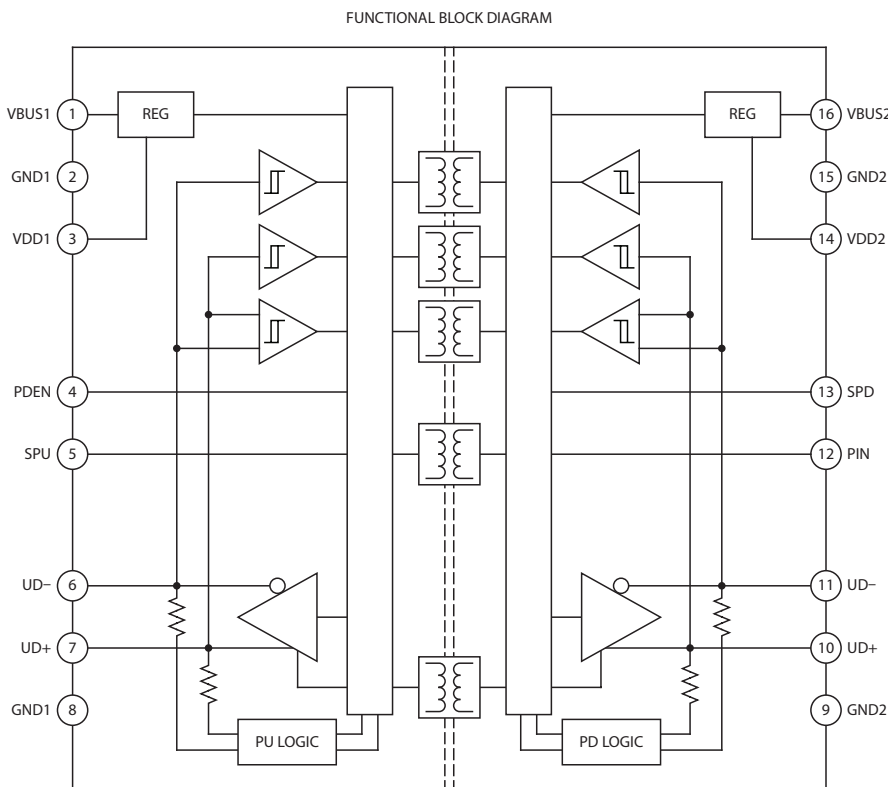 FUNCTIONAL BLOCK DIAGRAM
VBUS1 1 REG REG 16 VBUS2
GND1 2 15 GND2
VDD1 3 14 VDD2
PDEN 4 13 SPD
SPU 5 12 PIN
UD− 6 11 UD−
UD+ 7 10 UD+
GND1 8 9 GND2
PU LOGIC PD LOGIC